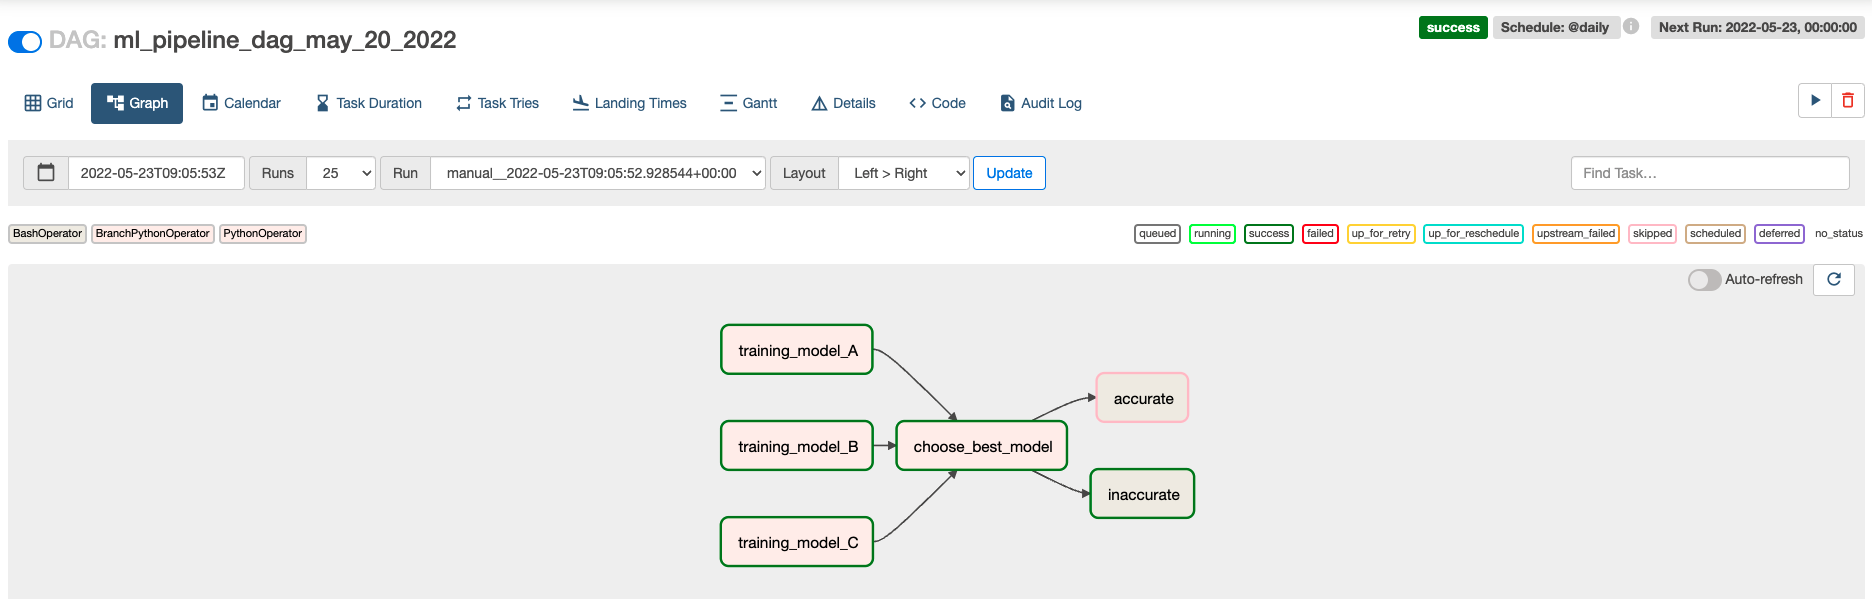 DAG: ml_pipeline_dag_may_20_2022
success Schedule: @daily Next Run: 2022-05-23, 00:00:00
Grid Graph Calendar Task Duration Task Tries Landing Times Gantt Details Code Audit Log
2022-05-23T09:05:53Z Runs 25 Run manual__2022-05-23T09:05:52.928544+00:00 Layout Left > Right Update Find Task...
BashOperator BranchPythonOperator PythonOperator queued running success failed up_for_retry up_for_reschedule upstream_failed skipped scheduled deferred no_status
Auto-refresh
training_model_A
accurate
training_model_B choose_best_model
inaccurate
training_model_C